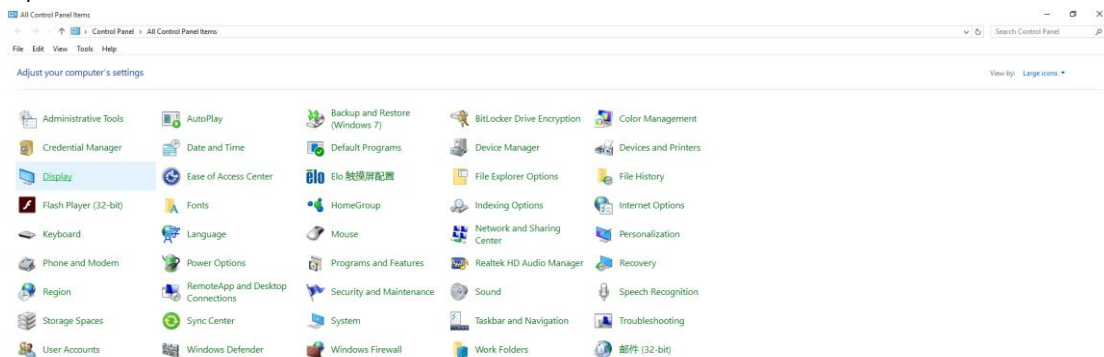 All Control Panel Items
Control Panel › All Control Panel Items
Search Control Panel
File Edit View Tools Help
Adjust your computer's settings
View by: Large icons
Administrative Tools
AutoPlay
Backup and Restore
(Windows 7)
BitLocker Drive Encryption
Color Management
Credential Manager
Date and Time
Default Programs
Device Manager
Devices and Printers
Display
Ease of Access Center
elo
Elo 触摸屏配置
File Explorer Options
File History
Flash Player (32-bit)
Fonts
HomeGroup
Indexing Options
Internet Options
Keyboard
Language
Mouse
Network and Sharing
Center
Personalization
Phone and Modem
Power Options
Programs and Features
Realtek HD Audio Manager
Recovery
Region
RemoteApp and Desktop
Connections
Security and Maintenance
Sound
Speech Recognition
Storage Spaces
Sync Center
System
Taskbar and Navigation
Troubleshooting
User Accounts
Windows Defender
Windows Firewall
Work Folders
邮件 (32-bit)